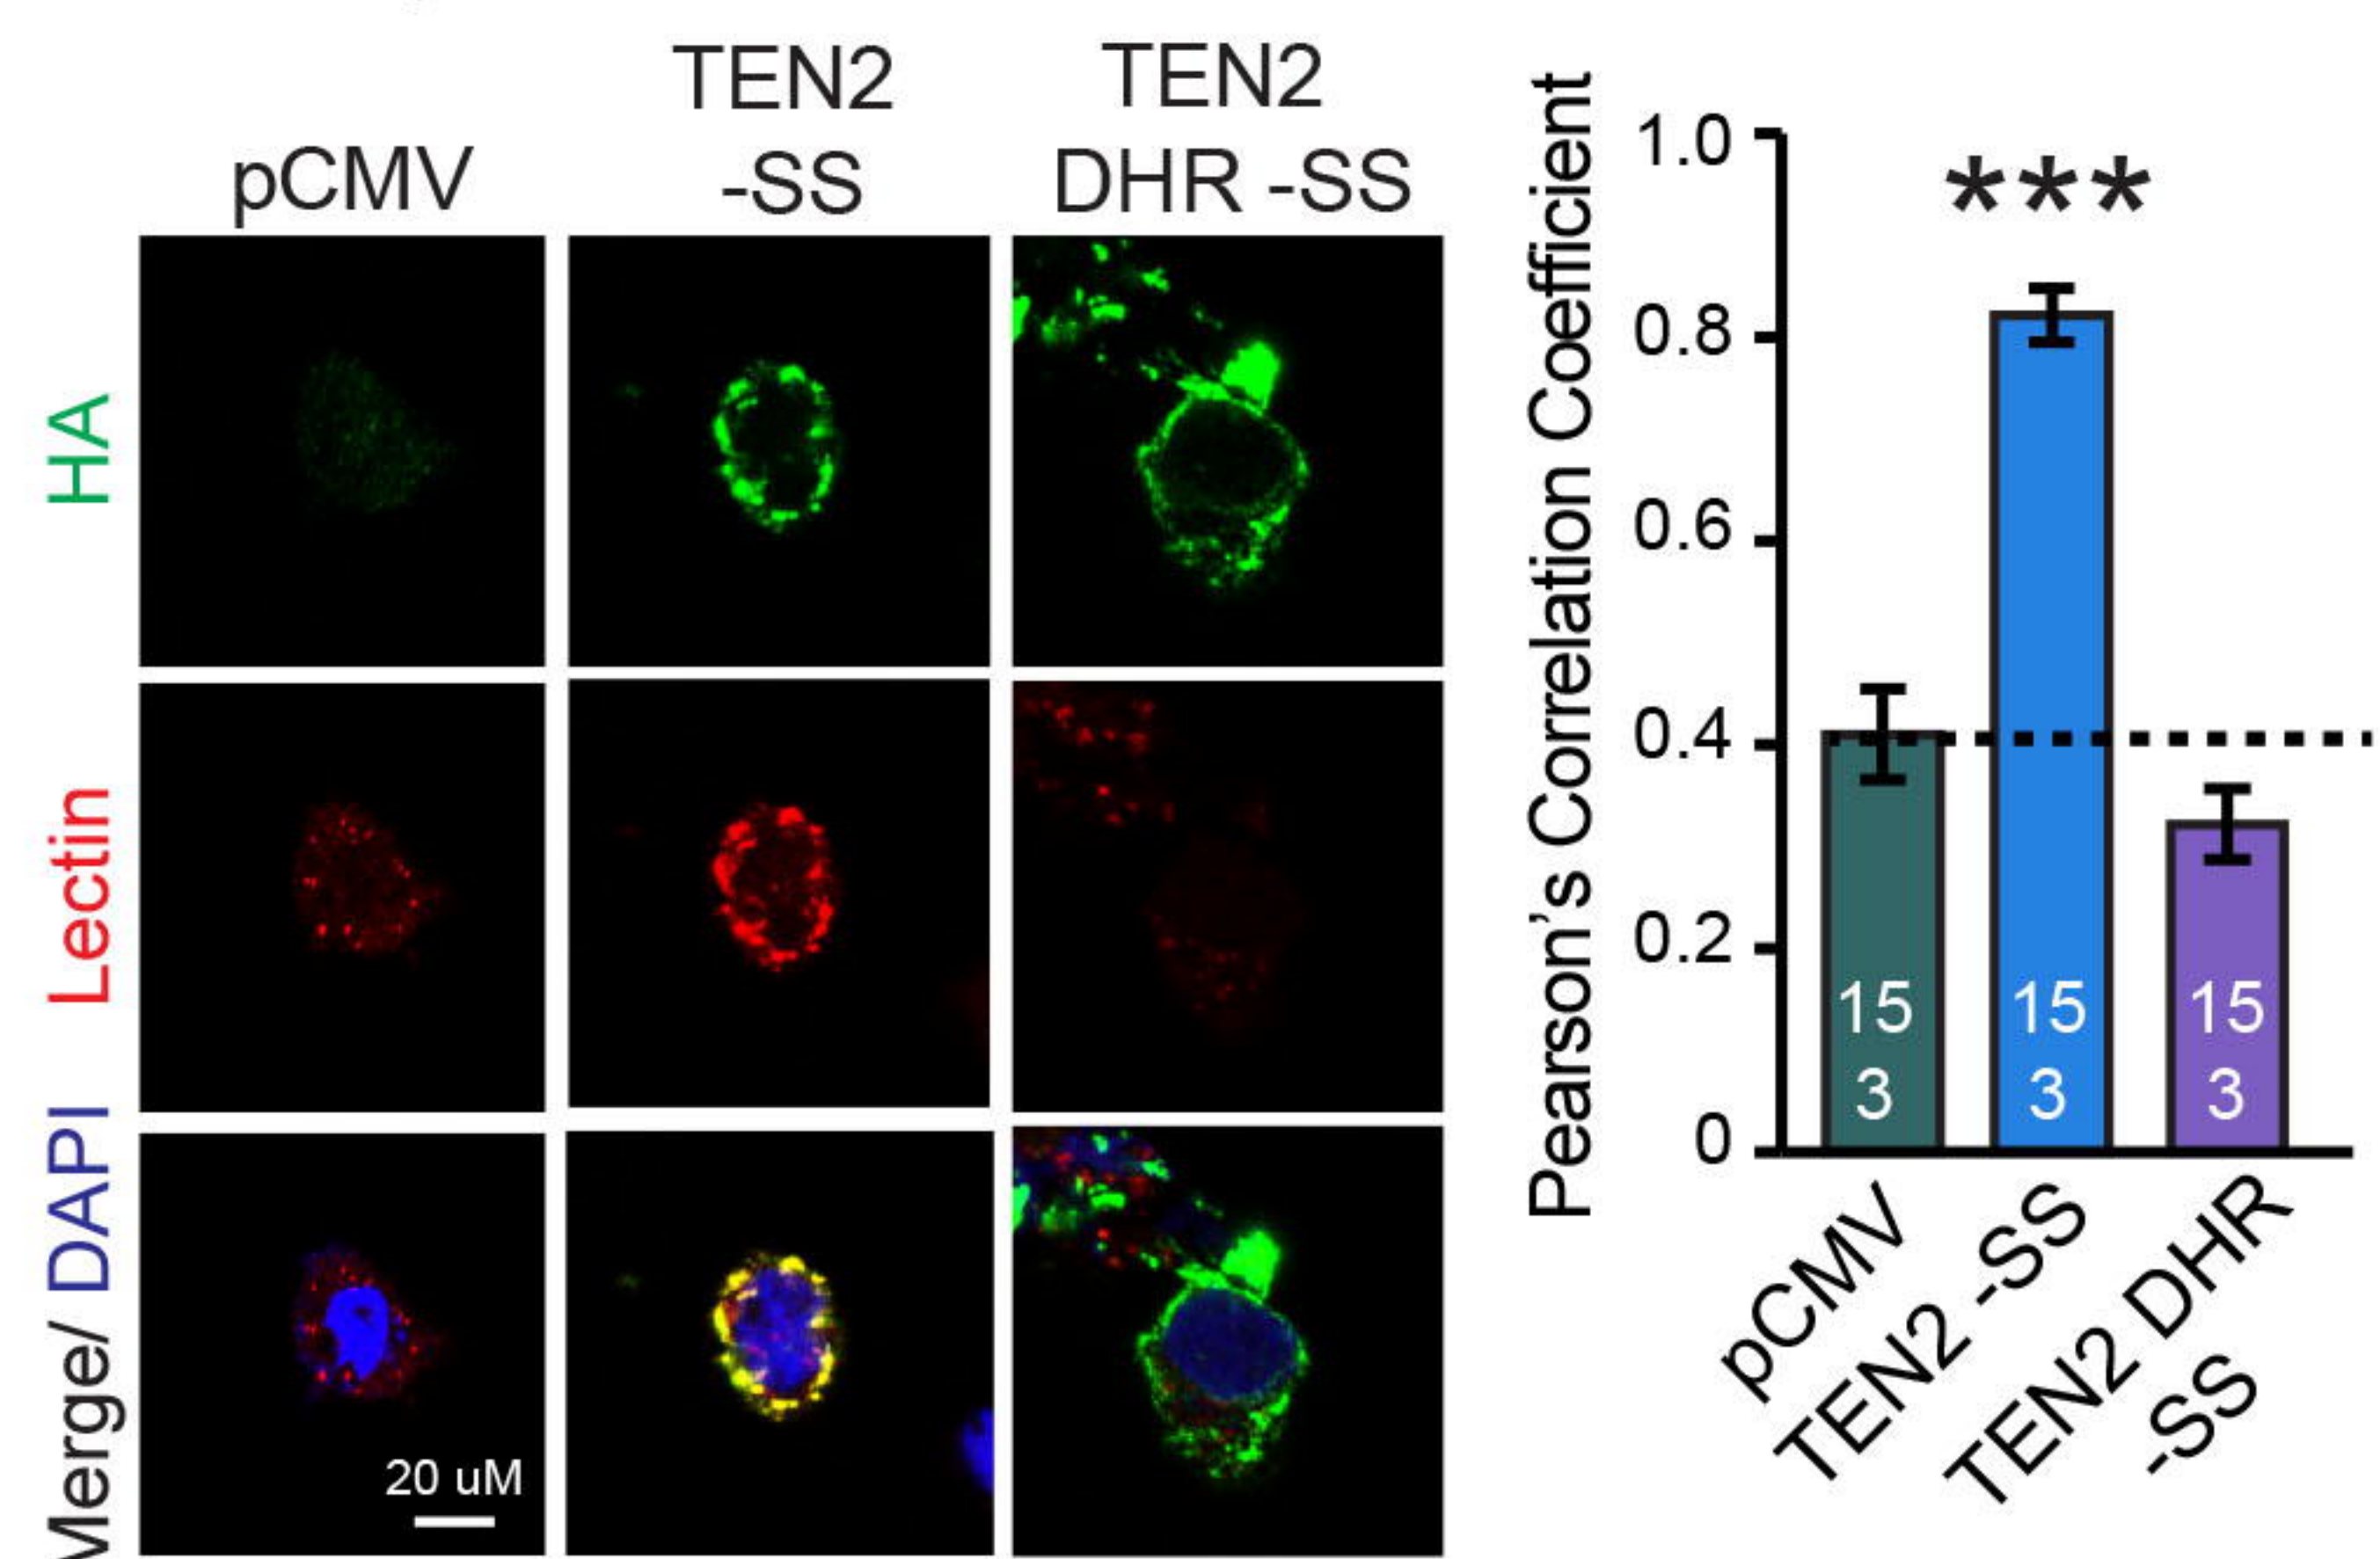 pCMV
TEN2
-SS
TEN2
DHR -SS
HA
Lectin
Merge/ DAPI
20 uM
Pearson's Correlation Coefficient
1.0
0.8
0.6
0.4
0.2
0
***
15
3
15
3
15
3
pCMV
TEN2 -SS
TEN2 DHR
-SS